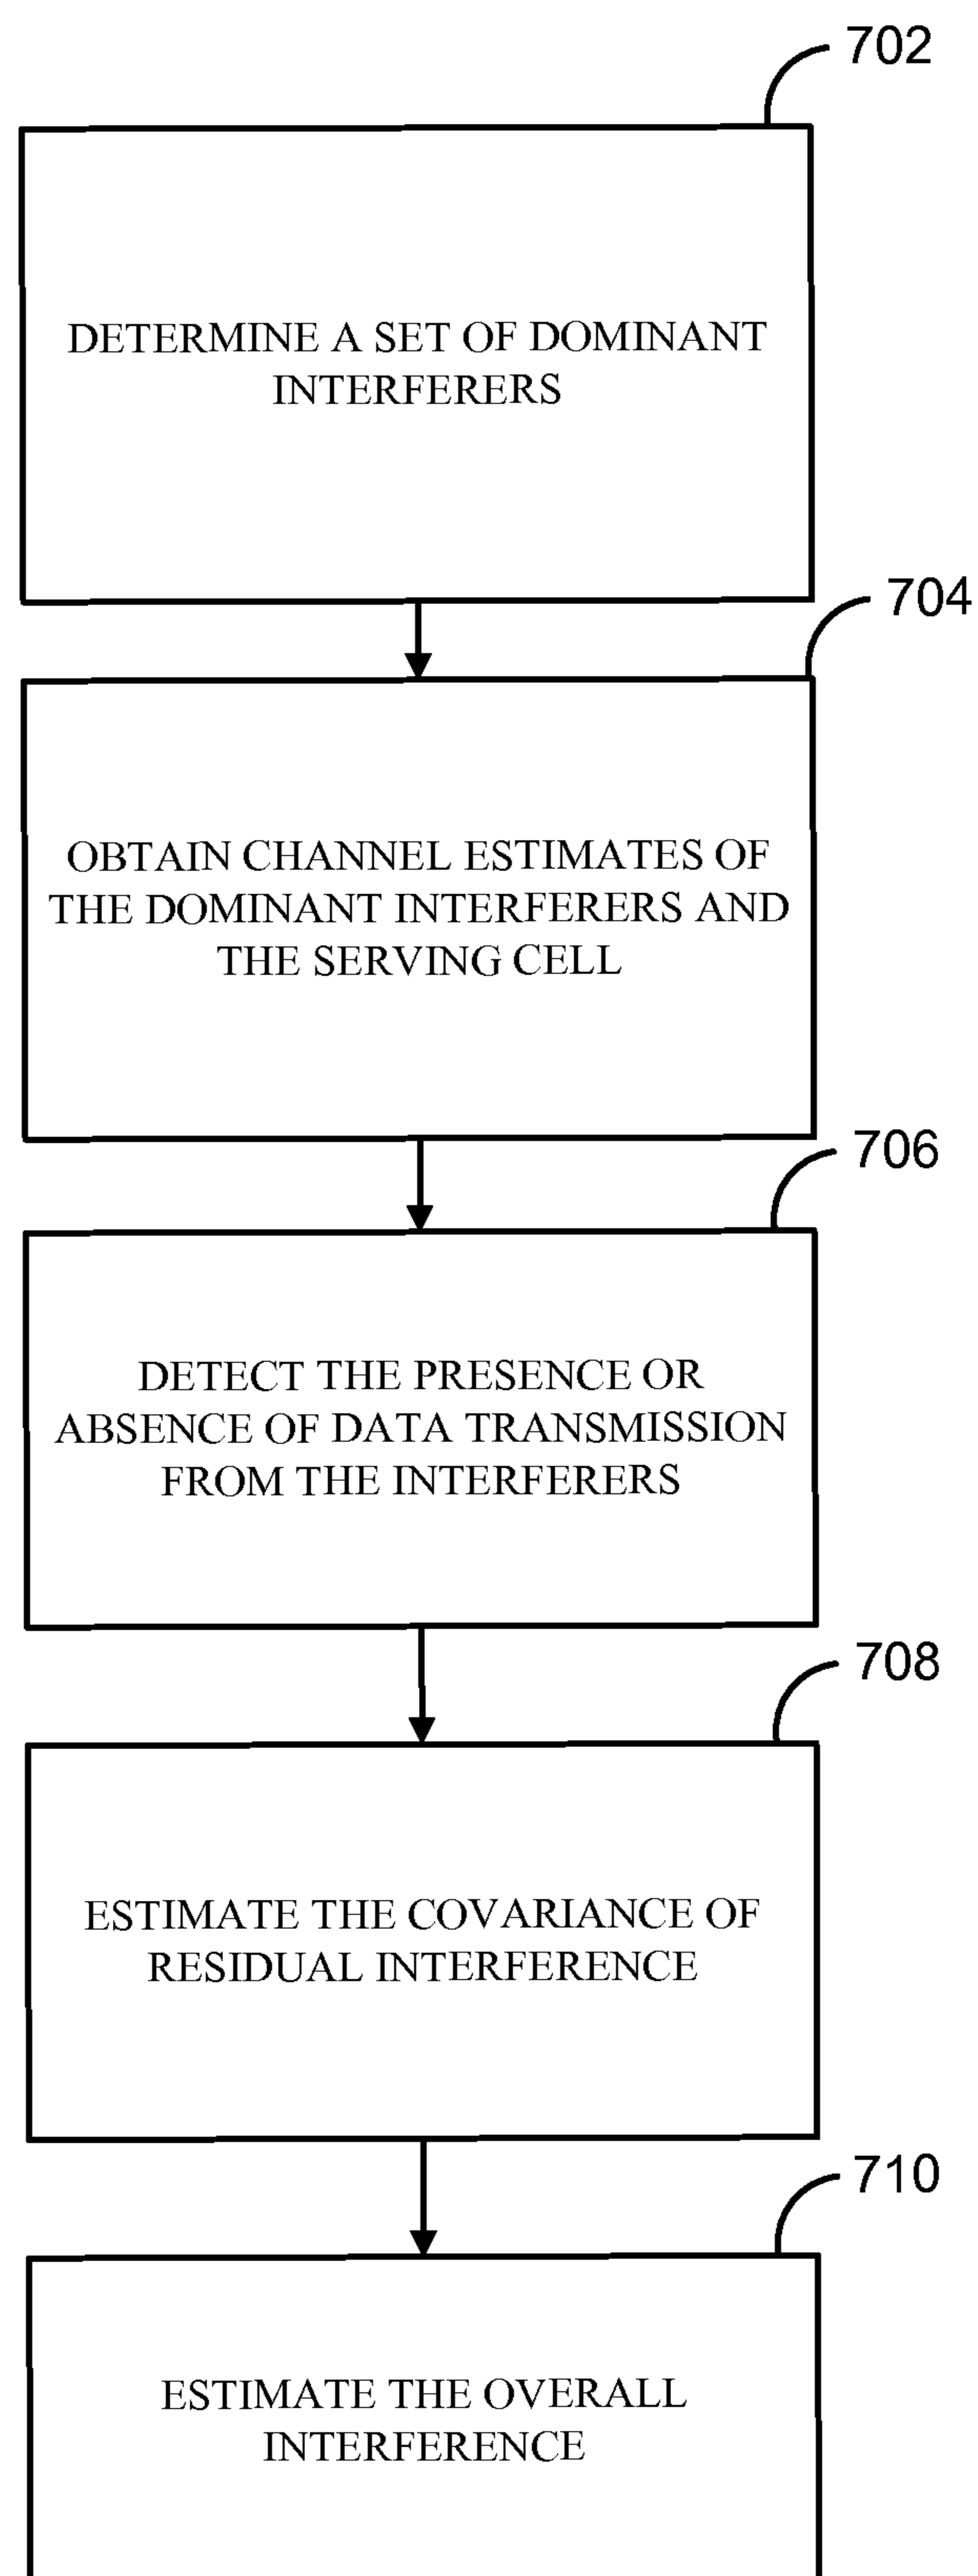 702
DETERMINE A SET OF DOMINANT
INTERFERERS
704
OBTAIN CHANNEL ESTIMATES OF
THE DOMINANT INTERFERERS AND
THE SERVING CELL
706
DETECT THE PRESENCE OR
ABSENCE OF DATA TRANSMISSION
FROM THE INTERFERERS
708
ESTIMATE THE COVARIANCE OF
RESIDUAL INTERFERENCE
710
ESTIMATE THE OVERALL
INTERFERENCE